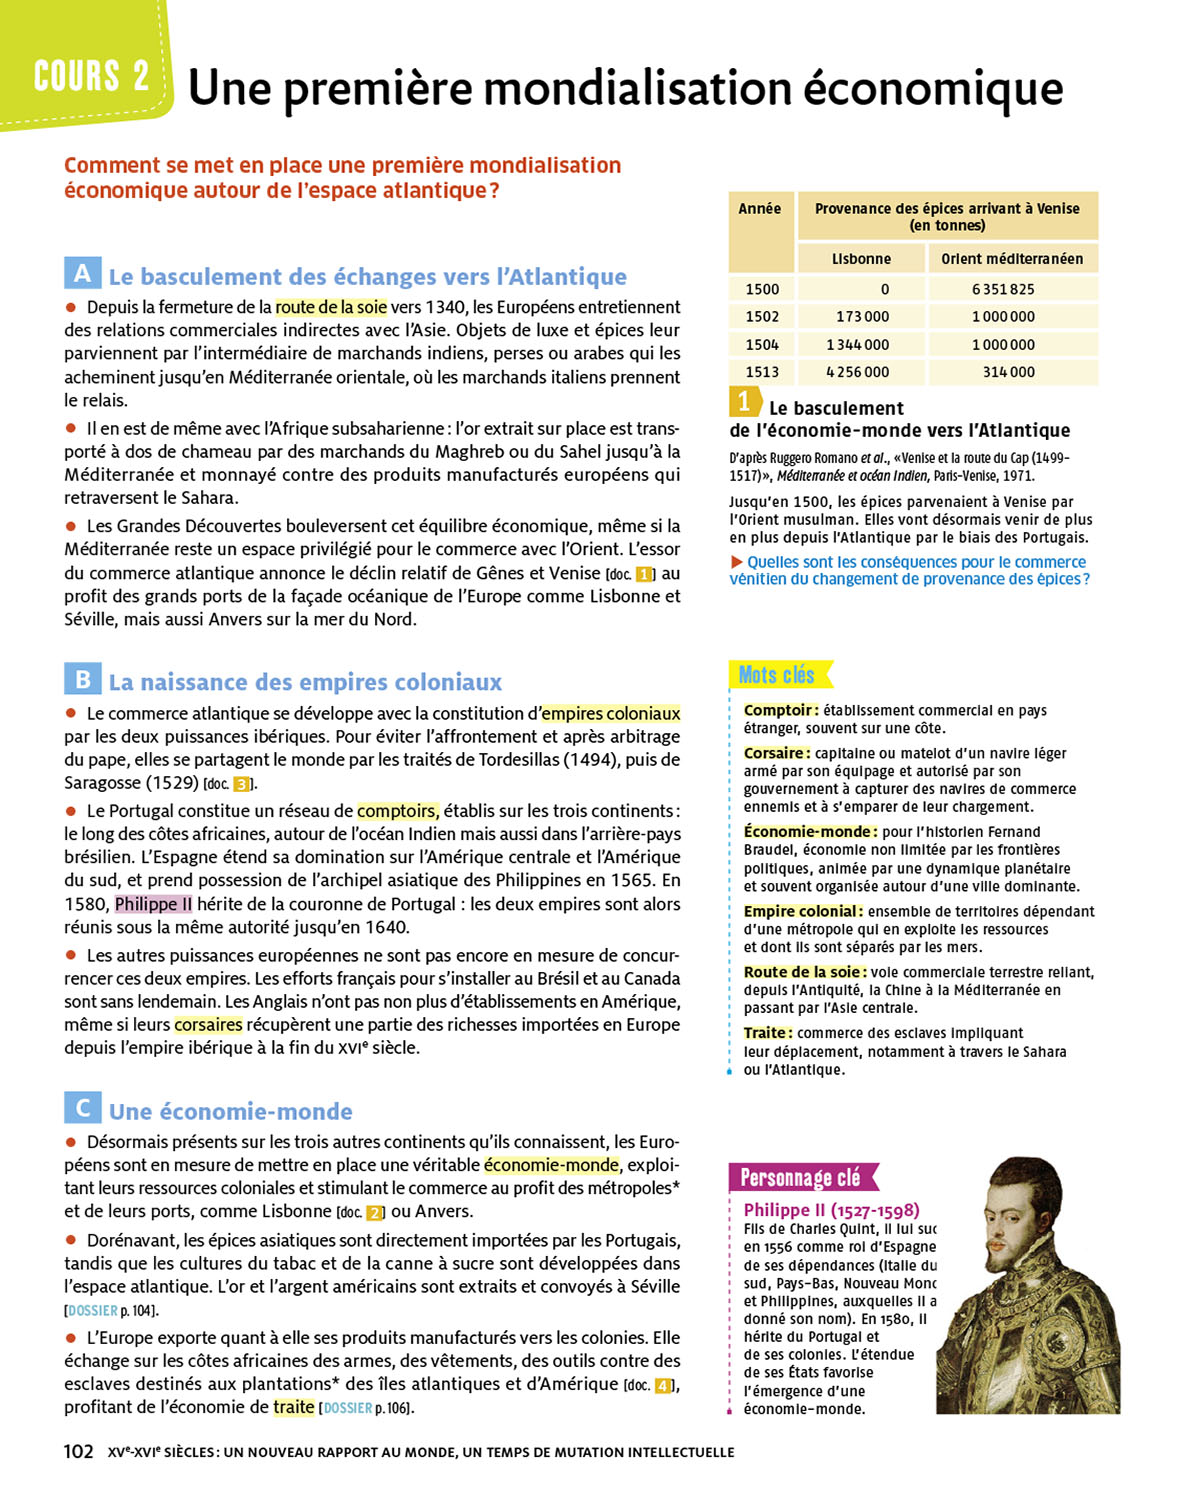 COURS 2
Une première mondialisation économique
Comment se met en place une première mondialisation
économique autour de l'espace atlantique ?
A Le basculement des échanges vers l'Atlantique
• Depuis la fermeture de la route de la soie vers 1340, les Européens entretiennent
des relations commerciales indirectes avec l'Asie. Objets de luxe et épices leur
parviennent par l'intermédiaire de marchands indiens, perses ou arabes qui les
acheminent jusqu'en Méditerranée orientale, où les marchands italiens prennent
le relais.
• Il en est de même avec l'Afrique subsaharienne : l'or extrait sur place est trans-
porté à dos de chameau par des marchands du Maghreb ou du Sahel jusqu'à la
Méditerranée et monnayé contre des produits manufacturés européens qui
retraversent le Sahara.
• Les Grandes Découvertes bouleversent cet équilibre économique, même si la
Méditerranée reste un espace privilégié pour le commerce avec l'Orient. L'essor
du commerce atlantique annonce le déclin relatif de Gênes et Venise [doc. 1] au
profit des grands ports de la façade océanique de l'Europe comme Lisbonne et
Séville, mais aussi Anvers sur la mer du Nord.
B La naissance des empires coloniaux
• Le commerce atlantique se développe avec la constitution d'empires coloniaux
par les deux puissances ibériques. Pour éviter l'affrontement et après arbitrage
du pape, elles se partagent le monde par les traités de Tordesillas (1494), puis de
Saragosse (1529) [doc. 3].
• Le Portugal constitue un réseau de comptoirs, établis sur les trois continents :
le long des côtes africaines, autour de l'océan Indien mais aussi dans l'arrière-pays
brésilien. L'Espagne étend sa domination sur l'Amérique centrale et l'Amérique
du sud, et prend possession de l'archipel asiatique des Philippines en 1565. En
1580, Philippe II hérite de la couronne de Portugal : les deux empires sont alors
réunis sous la même autorité jusqu'en 1640.
• Les autres puissances européennes ne sont pas encore en mesure de concur-
rencer ces deux empires. Les efforts français pour s'installer au Brésil et au Canada
sont sans lendemain. Les Anglais n'ont pas non plus d'établissements en Amérique,
même si leurs corsaires récupèrent une partie des richesses importées en Europe
depuis l'empire ibérique à la fin du XVIe siècle.
C Une économie-monde
• Désormais présents sur les trois autres continents qu'ils connaissent, les Euro-
péens sont en mesure de mettre en place une véritable économie-monde, exploi-
tant leurs ressources coloniales et stimulant le commerce au profit des métropoles*
et de leurs ports, comme Lisbonne [doc. 2] ou Anvers.
• Dorénavant, les épices asiatiques sont directement importées par les Portugais,
tandis que les cultures du tabac et de la canne à sucre sont développées dans
l'espace atlantique. L'or et l'argent américains sont extraits et convoyés à Séville
[DOSSIER p. 104].
• L'Europe exporte quant à elle ses produits manufacturés vers les colonies. Elle
échange sur les côtes africaines des armes, des vêtements, des outils contre des
esclaves destinés aux plantations* des îles atlantiques et d'Amérique [doc. 4],
profitant de l'économie de traite [DOSSIER p. 106].
Année Provenance des épices arrivant à Venise
(en tonnes)
Lisbonne Orient méditerranéen
1500 0 6 351 825
1502 173 000 1 000 000
1504 1 344 000 1 000 000
1513 4 256 000 314 000
1 Le basculement
de l'économie-monde vers l'Atlantique
D'après Ruggero Romano et al., «Venise et la route du Cap (1499-
1517)», Méditerranée et océan Indien, Paris-Venise, 1971.
Jusqu'en 1500, les épices parvenaient à Venise par
l'Orient musulman. Elles vont désormais venir de plus
en plus depuis l'Atlantique par le biais des Portugais.
▶ Quelles sont les conséquences pour le commerce
vénitien du changement de provenance des épices ?
Mots clés
Comptoir : établissement commercial en pays
étranger, souvent sur une côte.
Corsaire : capitaine ou matelot d'un navire léger
armé par son équipage et autorisé par son
gouvernement à capturer des navires de commerce
ennemis et à s'emparer de leur chargement.
Économie-monde : pour l'historien Fernand
Braudel, économie non limitée par les frontières
politiques, animée par une dynamique planétaire
et souvent organisée autour d'une ville dominante.
Empire colonial : ensemble de territoires dépendant
d'une métropole qui en exploite les ressources
et dont ils sont séparés par les mers.
Route de la soie : voie commerciale terrestre reliant,
depuis l'Antiquité, la Chine à la Méditerranée en
passant par l'Asie centrale.
Traite : commerce des esclaves impliquant
leur déplacement, notamment à travers le Sahara
ou l'Atlantique.
Personnage clé
Philippe II (1527-1598)
Fils de Charles Quint, il lui suc
en 1556 comme roi d'Espagne
de ses dépendances (Italie du
sud, Pays-Bas, Nouveau Monc
et Philippines, auxquelles il a
donné son nom). En 1580, il
hérite du Portugal et
de ses colonies. L'étendue
de ses États favorise
l'émergence d'une
économie-monde.
102 XVe-XVIe SIÈCLES : UN NOUVEAU RAPPORT AU MONDE, UN TEMPS DE MUTATION INTELLECTUELLE